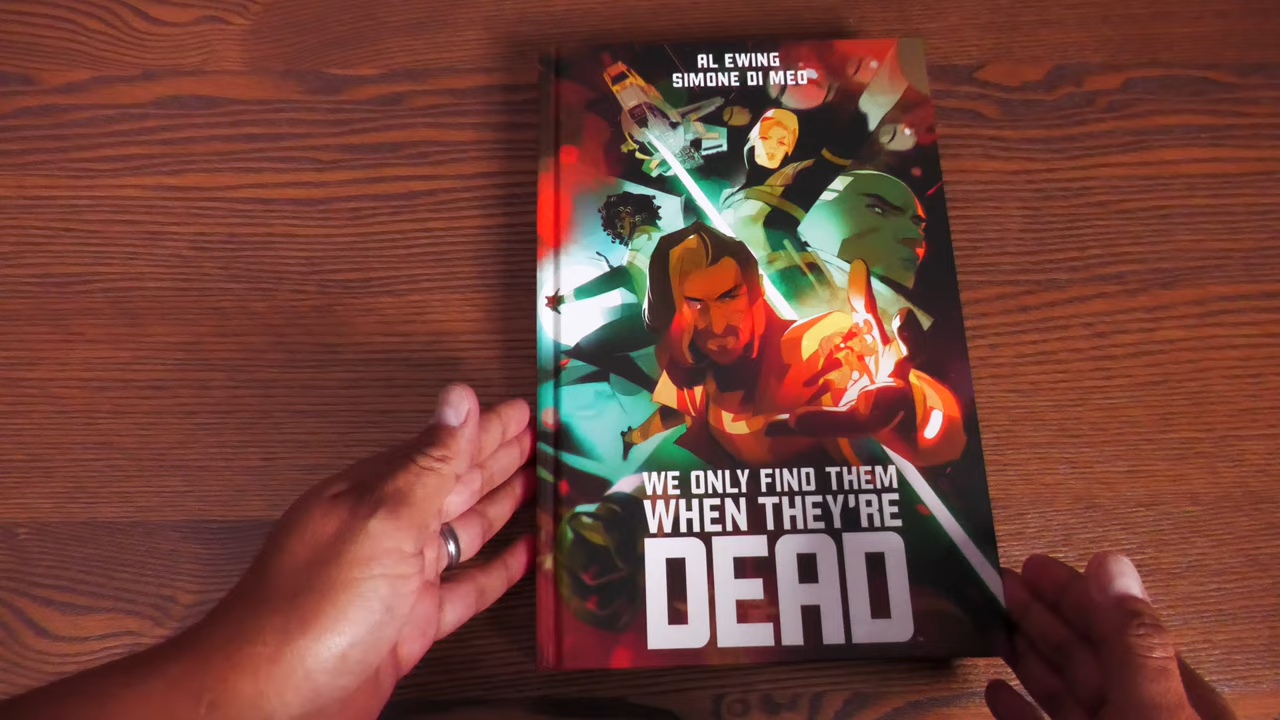 AL EWING
SIMONE DI MEO
WE ONLY FIND THEM
WHEN THEY'RE
DEAD